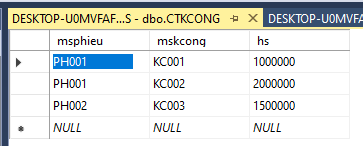 DESKTOP-U0MVFAF...S - dbo.CTKCONG DESKTOP-U0MVFA
msphieu mskcong hs
PH001 KC001 1000000
PH001 KC002 2000000
PH002 KC003 1500000
NULL NULL NULL